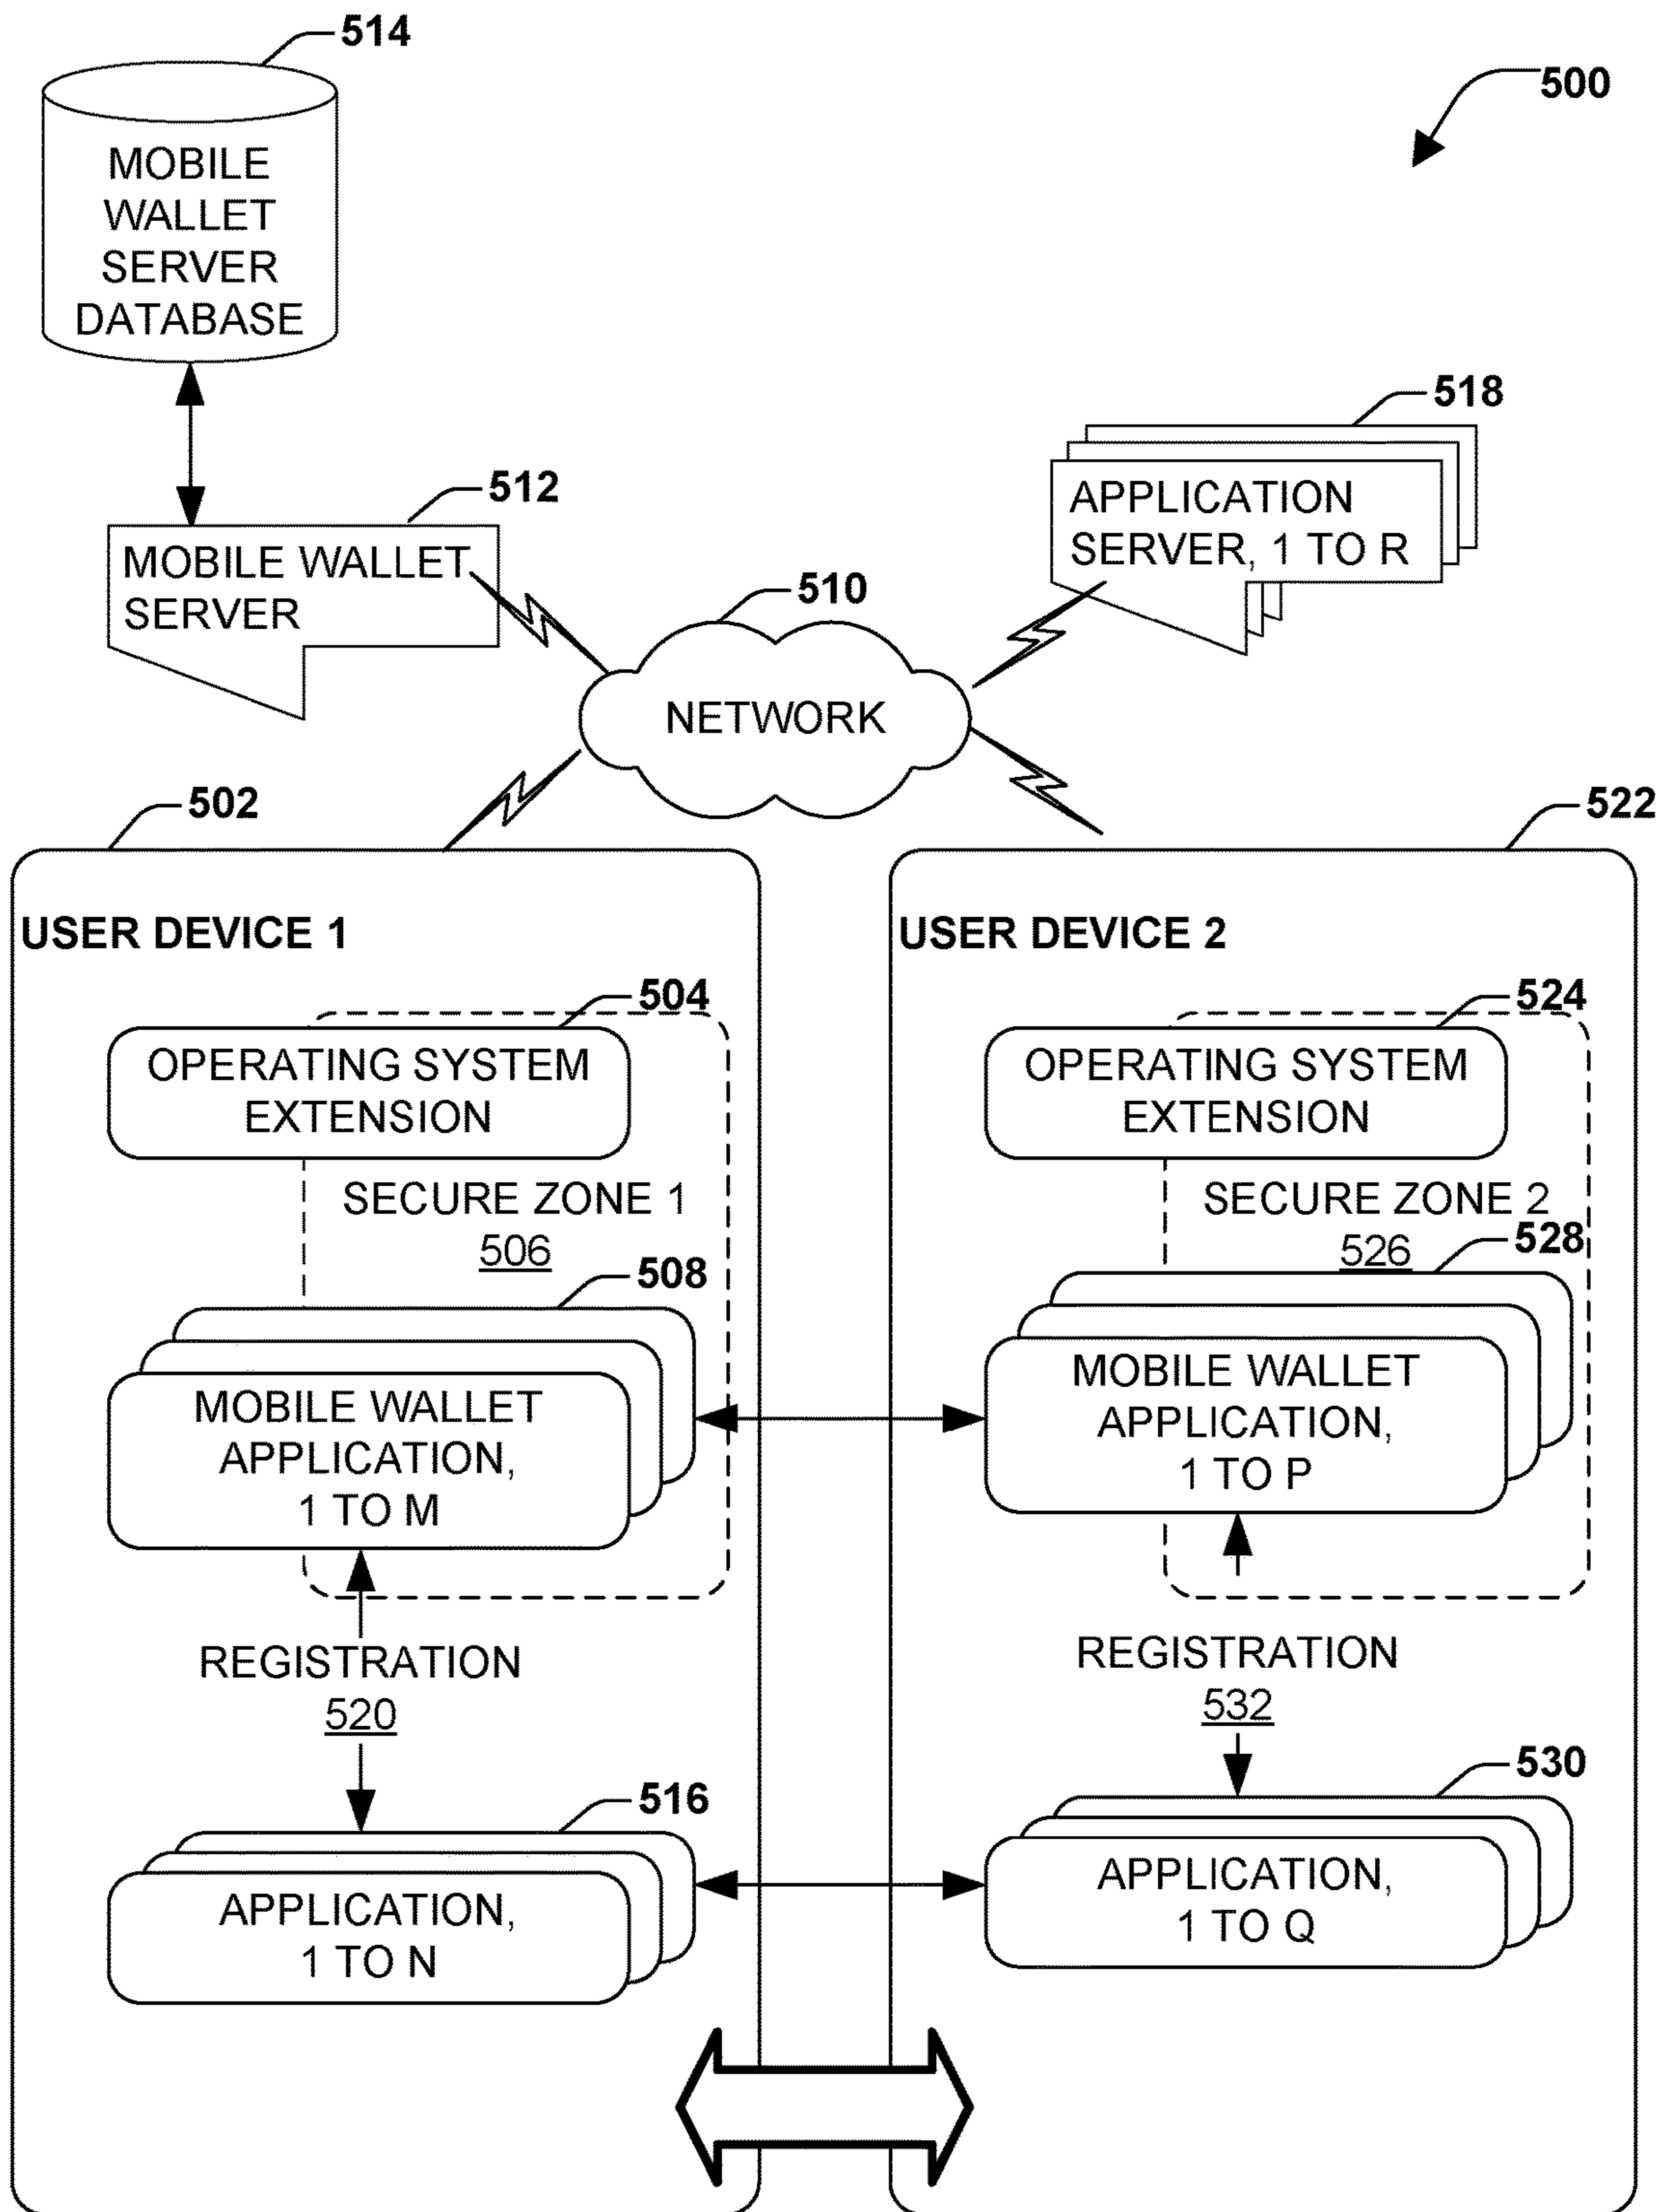 514
500
MOBILE
WALLET
SERVER
DATABASE
518
512
APPLICATION
SERVER, 1 TO R
MOBILE WALLET
SERVER
510
NETWORK
502
522
USER DEVICE 1
USER DEVICE 2
504
524
OPERATING SYSTEM
EXTENSION
OPERATING SYSTEM
EXTENSION
SECURE ZONE 1
506
SECURE ZONE 2
526
508
528
MOBILE WALLET
APPLICATION,
1 TO M
MOBILE WALLET
APPLICATION,
1 TO P
REGISTRATION
520
REGISTRATION
532
516
530
APPLICATION,
1 TO N
APPLICATION,
1 TO Q